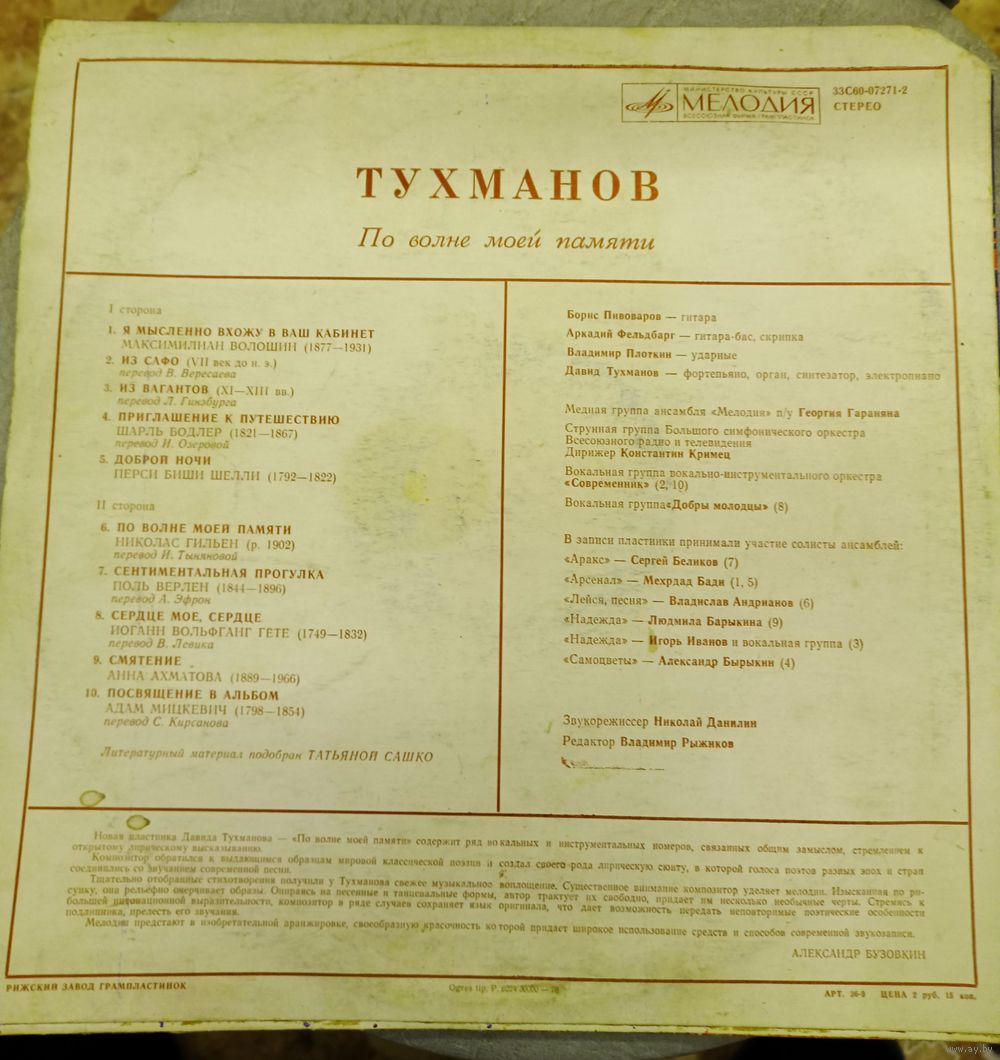 МИНИСТЕРСТВО КУЛЬТУРЫ СССР
МЕЛОДИЯ
ВСЕСОЮЗНАЯ ФИРМА ГРАМПЛАСТИНОК
33С60-07271-2
СТЕРЕО
ТУХМАНОВ
По волне моей памяти
I сторона
1. Я МЫСЛЕННО ВХОЖУ В ВАШ КАБИНЕТ
МАКСИМИЛИАН ВОЛОШИН (1877—1931)
2. ИЗ САФО (VII век до н. э.)
перевод В. Вересаева
3. ИЗ ВАГАНТОВ (XI—XIII вв.)
перевод Л. Гинзбурга
4. ПРИГЛАШЕНИЕ К ПУТЕШЕСТВИЮ
ШАРЛЬ БОДЛЕР (1821—1867)
перевод И. Озеровой
5. ДОБРОЙ НОЧИ
ПЕРСИ БИШИ ШЕЛЛИ (1792—1822)
II сторона
6. ПО ВОЛНЕ МОЕЙ ПАМЯТИ
НИКОЛАС ГИЛЬЕН (р. 1902)
перевод И. Тыняновой
7. СЕНТИМЕНТАЛЬНАЯ ПРОГУЛКА
ПОЛЬ ВЕРЛЕН (1844—1896)
перевод А. Эфрон
8. СЕРДЦЕ МОЕ, СЕРДЦЕ
ИОГАНН ВОЛЬФГАНГ ГЕТЕ (1749—1832)
перевод В. Левика
9. СМЯТЕНИЕ
АННА АХМАТОВА (1889—1966)
10. ПОСВЯЩЕНИЕ В АЛЬБОМ
АДАМ МИЦКЕВИЧ (1798—1854)
перевод С. Кирсанова
Литературный материал подобран ТАТЬЯНОЙ САШКО
Борис Пивоваров — гитара
Аркадий Фельдбарг — гитара-бас, скрипка
Владимир Плоткин — ударные
Давид Тухманов — фортепьяно, орган, синтезатор, электропиано
Медная группа ансамбля «Мелодия» п/у Георгия Гараняна
Струнная группа Большого симфонического оркестра
Всесоюзного радио и телевидения
Дирижер Константин Кримец
Вокальная группа вокально-инструментального оркестра
«Современник» (2, 10)
Вокальная группа«Добры молодцы» (8)
В записи пластинки принимали участие солисты ансамблей:
«Аракс» — Сергей Беликов (7)
«Арсенал» — Мехрдад Бади (1, 5)
«Лейся, песня» — Владислав Андрианов (6)
«Надежда» — Людмила Барыкина (9)
«Надежда» — Игорь Иванов и вокальная группа (3)
«Самоцветы» — Александр Бырыкин (4)
Звукорежиссер Николай Данилин
Редактор Владимир Рыжиков
Новая пластинка Давида Тухманова — «По волне моей памяти» содержит ряд вокальных и инструментальных номеров, связанных общим замыслом, стремлением к
открытому лирическому высказыванию.
Композитор обратился к выдающимся образцам мировой классической поэзии и создал своего рода лирическую сюиту, в которой голоса поэтов разных эпох и стран
соединились со звучанием современной песни.
Тщательно отобранные стихотворения получили у Тухманова свежее музыкальное воплощение. Существенное внимание композитор уделяет мелодии. Изысканная по ри-
сунку, она рельефно очерчивает образы. Опираясь на песенные и танцевальные формы, автор трактует их свободно, придает им несколько необычные черты. Стремясь к
большей интонационной выразительности, композитор в ряде случаев сохраняет язык оригинала, что дает возможность передать неповторимые поэтические особенности
подлинника, прелесть его звучания.
Мелодии предстают в изобретательной аранжировке, своеобразную красочность которой придает широкое использование средств и способов современной звукозаписи.
АЛЕКСАНДР БУЗОВКИН
РИЖСКИЙ ЗАВОД ГРАМПЛАСТИНОК
Ogres tip. P.
АРТ. 36-3 ЦЕНА 2 руб. 15 коп.
www.ay.by